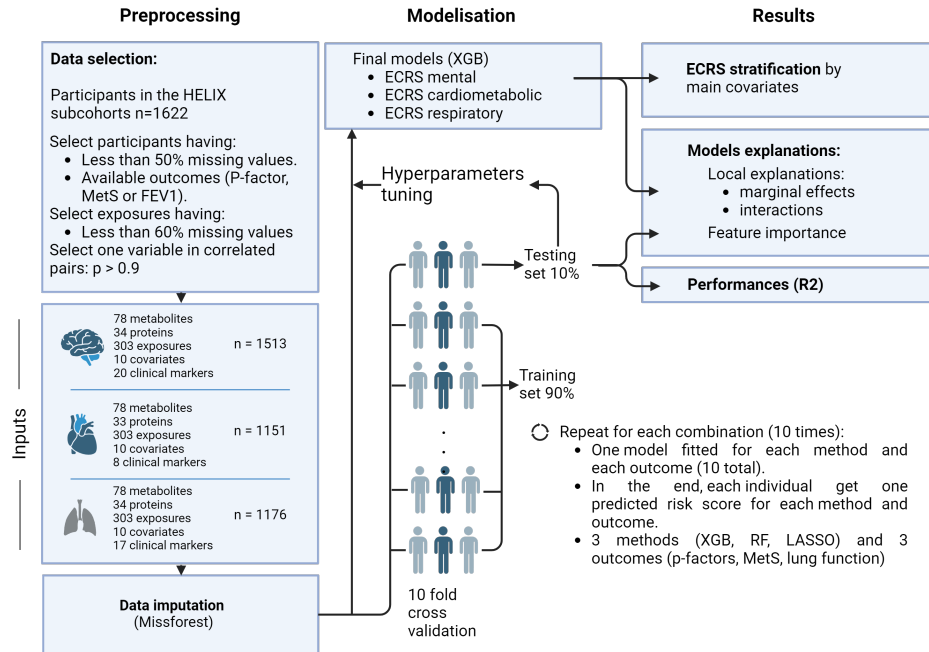 Preprocessing
Data selection:
Participants in the HELIX
subcohorts n=1622
Select participants having:
• Less than 50% missing values.
• Available outcomes (P-factor,
MetS or FEV1).
Select exposures having:
• Less than 60% missing values
Select one variable in correlated
pairs: p > 0.9
Inputs
78 metabolites
34 proteins
303 exposures
10 covariates
20 clinical markers
n = 1513
78 metabolites
33 proteins
303 exposures
10 covariates
8 clinical markers
n = 1151
78 metabolites
34 proteins
303 exposures
10 covariates
17 clinical markers
n = 1176
Data imputation
(Missforest)
Modelisation
Final models (XGB)
• ECRS mental
• ECRS cardiometabolic
• ECRS respiratory
Hyperparameters
tuning
Testing
set 10%
Training
set 90%
10 fold
cross
validation
Results
ECRS stratification by
main covariates
Models explanations:
Local explanations:
• marginal effects
• interactions
Feature importance
Performances (R2)
Repeat for each combination (10 times):
• One model fitted for each method and
each outcome (10 total).
• In the end, each individual get one
predicted risk score for each method and
outcome.
• 3 methods (XGB, RF, LASSO) and 3
outcomes (p-factors, MetS, lung function)